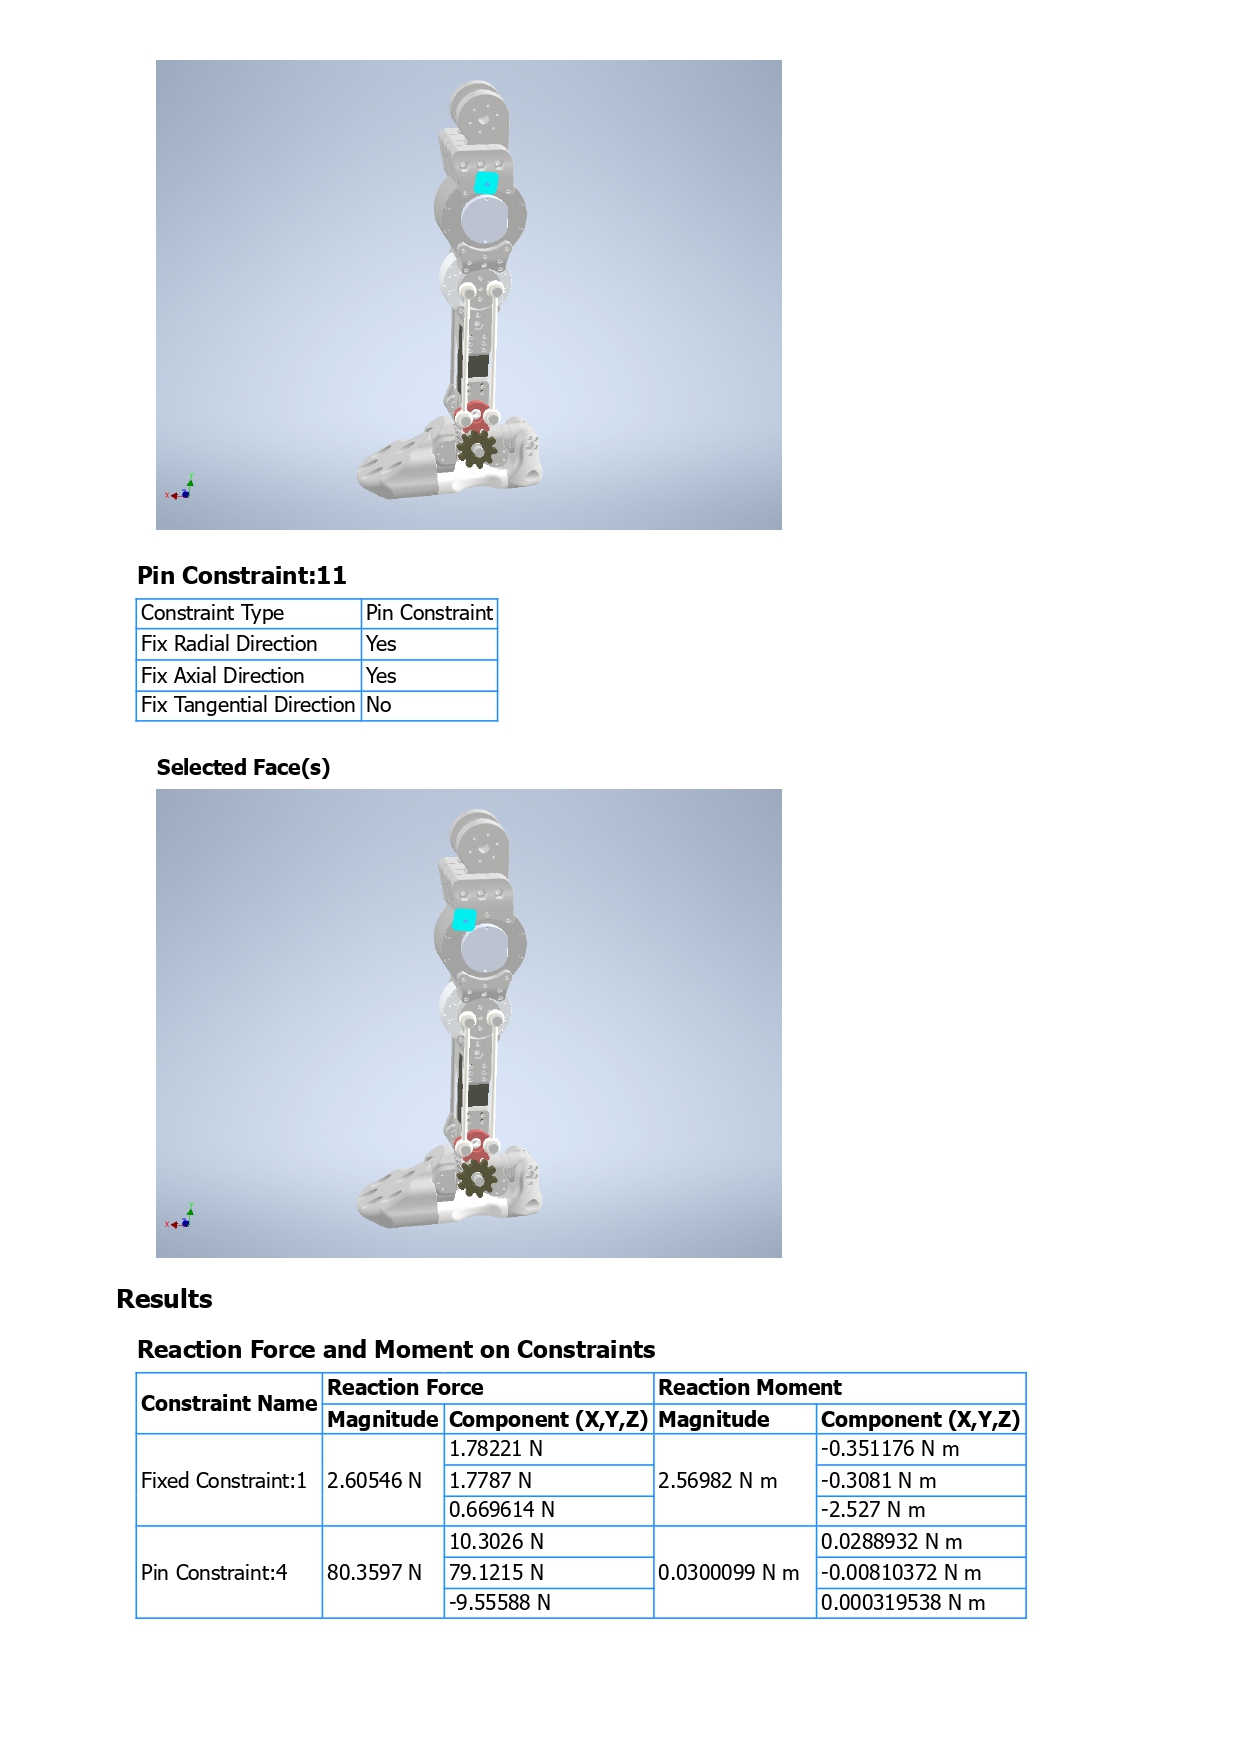 Pin Constraint:11
Constraint Type Pin Constraint
Fix Radial Direction Yes
Fix Axial Direction Yes
Fix Tangential Direction No
Selected Face(s)
Results
Reaction Force and Moment on Constraints
Constraint Name Reaction Force Reaction Moment
Magnitude Component (X,Y,Z) Magnitude Component (X,Y,Z)
Fixed Constraint:1 2.60546 N 1.78221 N 2.56982 N m -0.351176 N m
1.7787 N -0.3081 N m
0.669614 N -2.527 N m
Pin Constraint:4 80.3597 N 10.3026 N 0.0300099 N m 0.0288932 N m
79.1215 N -0.00810372 N m
-9.55588 N 0.000319538 N m